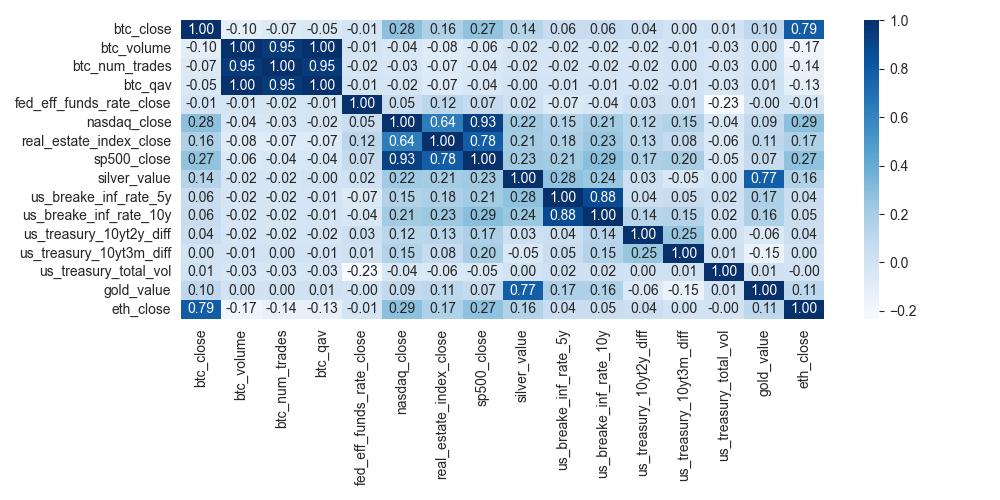 btc_close 1.00 -0.10 -0.07 -0.05 -0.01 0.28 0.16 0.27 0.14 0.06 0.06 0.04 0.00 0.01 0.10 0.79
btc_volume -0.10 1.00 0.95 1.00 -0.01 -0.04 -0.08 -0.06 -0.02 -0.02 -0.02 -0.02 -0.01 -0.03 0.00 -0.17
btc_num_trades -0.07 0.95 1.00 0.95 -0.02 -0.03 -0.07 -0.04 -0.02 -0.02 -0.02 -0.02 0.00 -0.03 0.00 -0.14
btc_qav -0.05 1.00 0.95 1.00 -0.01 -0.02 -0.07 -0.04 -0.00 -0.01 -0.01 -0.02 -0.01 -0.03 0.01 -0.13
fed_eff_funds_rate_close -0.01 -0.01 -0.02 -0.01 1.00 0.05 0.12 0.07 0.02 -0.07 -0.04 0.03 0.01 -0.23 -0.00 -0.01
nasdaq_close 0.28 -0.04 -0.03 -0.02 0.05 1.00 0.64 0.93 0.22 0.15 0.21 0.12 0.15 -0.04 0.09 0.29
real_estate_index_close 0.16 -0.08 -0.07 -0.07 0.12 0.64 1.00 0.78 0.21 0.18 0.23 0.13 0.08 -0.06 0.11 0.17
sp500_close 0.27 -0.06 -0.04 -0.04 0.07 0.93 0.78 1.00 0.23 0.21 0.29 0.17 0.20 -0.05 0.07 0.27
silver_value 0.14 -0.02 -0.02 -0.00 0.02 0.22 0.21 0.23 1.00 0.28 0.24 0.03 -0.05 0.00 0.77 0.16
us_breake_inf_rate_5y 0.06 -0.02 -0.02 -0.01 -0.07 0.15 0.18 0.21 0.28 1.00 0.88 0.04 0.05 0.02 0.17 0.04
us_breake_inf_rate_10y 0.06 -0.02 -0.02 -0.01 -0.04 0.21 0.23 0.29 0.24 0.88 1.00 0.14 0.15 0.02 0.16 0.05
us_treasury_10yt2y_diff 0.04 -0.02 -0.02 -0.02 0.03 0.12 0.13 0.17 0.03 0.04 0.14 1.00 0.25 0.00 -0.06 0.04
us_treasury_10yt3m_diff 0.00 -0.01 0.00 -0.01 0.01 0.15 0.08 0.20 -0.05 0.05 0.15 0.25 1.00 0.01 -0.15 0.00
us_treasury_total_vol 0.01 -0.03 -0.03 -0.03 -0.23 -0.04 -0.06 -0.05 0.00 0.02 0.02 0.00 0.01 1.00 0.01 -0.00
gold_value 0.10 0.00 0.00 0.01 -0.00 0.09 0.11 0.07 0.77 0.17 0.16 -0.06 -0.15 0.01 1.00 0.11
eth_close 0.79 -0.17 -0.14 -0.13 -0.01 0.29 0.17 0.27 0.16 0.04 0.05 0.04 0.00 -0.00 0.11 1.00
btc_close
btc_volume
btc_num_trades
btc_qav
fed_eff_funds_rate_close
nasdaq_close
real_estate_index_close
sp500_close
silver_value
us_breake_inf_rate_5y
us_breake_inf_rate_10y
us_treasury_10yt2y_diff
us_treasury_10yt3m_diff
us_treasury_total_vol
gold_value
eth_close
1.0
0.8
0.6
0.4
0.2
0.0
−0.2